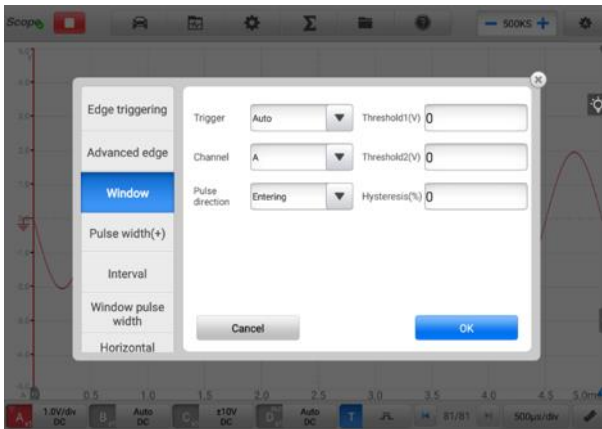 Scope
500KS
Edge triggering
Advanced edge
Window
Pulse width(+)
Interval
Window pulse
width
Horizontal
Trigger
Auto
Threshold1(V)
0
Channel
A
Threshold2(V)
0
Pulse
direction
Entering
Hysteresis(%)
0
Cancel
OK
0.5 1.0 1.5 2.0 2.5 3.0 3.5 4.0 4.5
A
1.0V/div
DC
B
Auto
DC
C
±10V
DC
D
Auto
DC
T
81/81
500μs/div